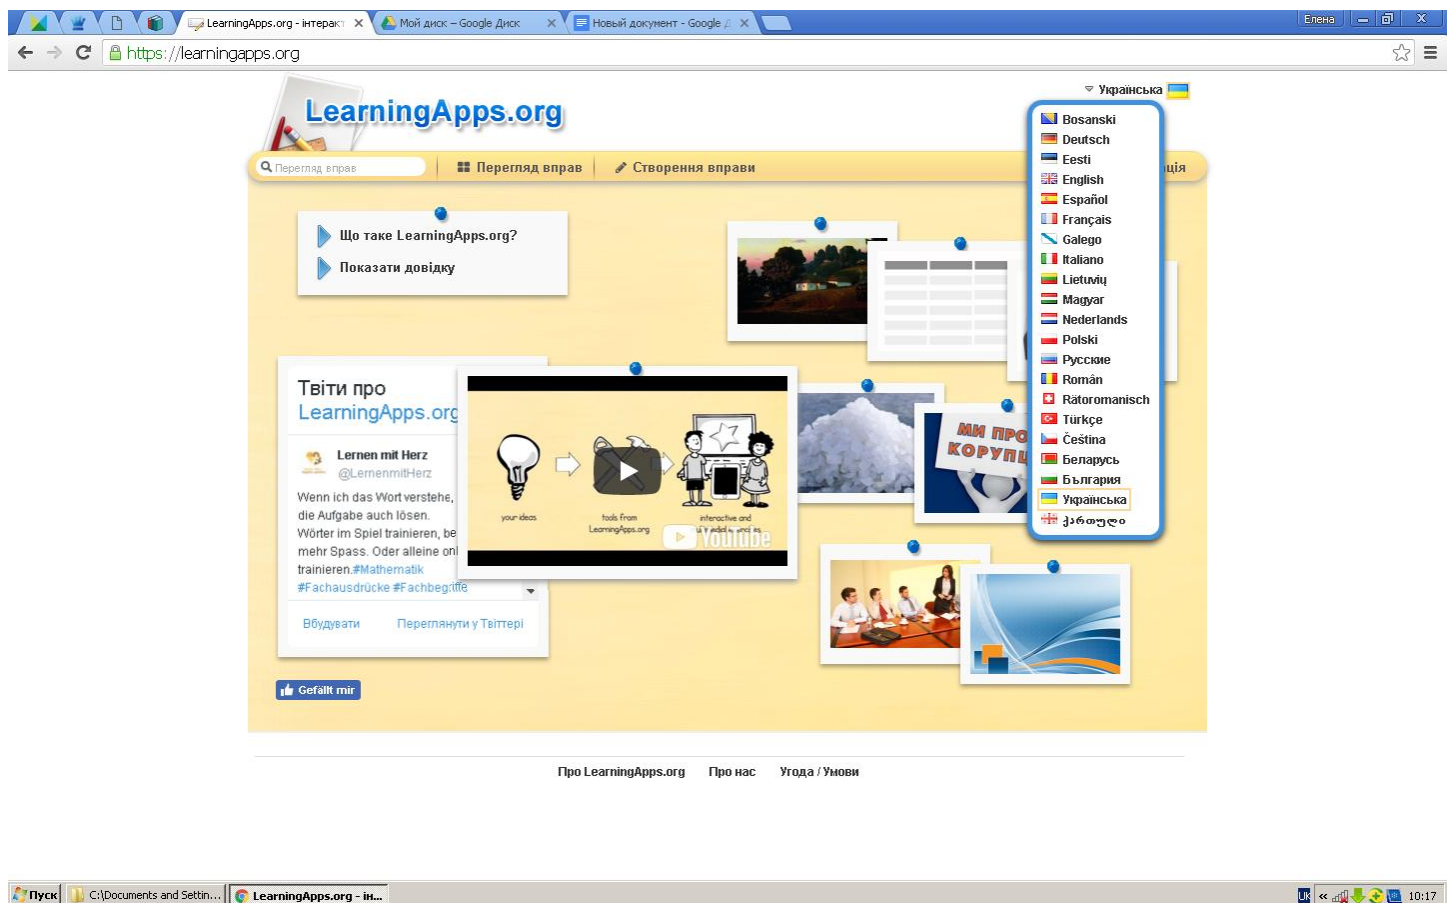 LearningApps.org - інтеракт
Мой диск – Google Диск
Новый документ - Google Д
Елена
https://learningapps.org
LearningApps.org
Українська
Перегляд вправ
Перегляд вправ
Створення вправи
ція
Bosanski
Deutsch
Eesti
English
Español
Français
Galego
Italiano
Lietuvių
Magyar
Nederlands
Polski
Русские
Român
Rätoromanisch
Türkçe
Čeština
Беларусь
България
Українська
ქართული
Що таке LearningApps.org?
Показати довідку
Твіти про
LearningApps.org
Lernen mit Herz
@LernenmitHerz
Wenn ich das Wort verstehe,
die Aufgabe auch lösen.
Wörter im Spiel trainieren, be
mehr Spass. Oder alleine onl
trainieren.#Mathematik
#Fachausdrücke #Fachbegriffe
Вбудувати
Переглянути у Твіттері
your ideas
tools from
LearningApps.org
interactive and
YouTube
МИ ПРО
КОРУПЦ
Gefällt mir
Про LearningApps.org
Про нас
Угода / Умови
Пуск
C:\Documents and Settin...
LearningApps.org - ін...
UK
10:17